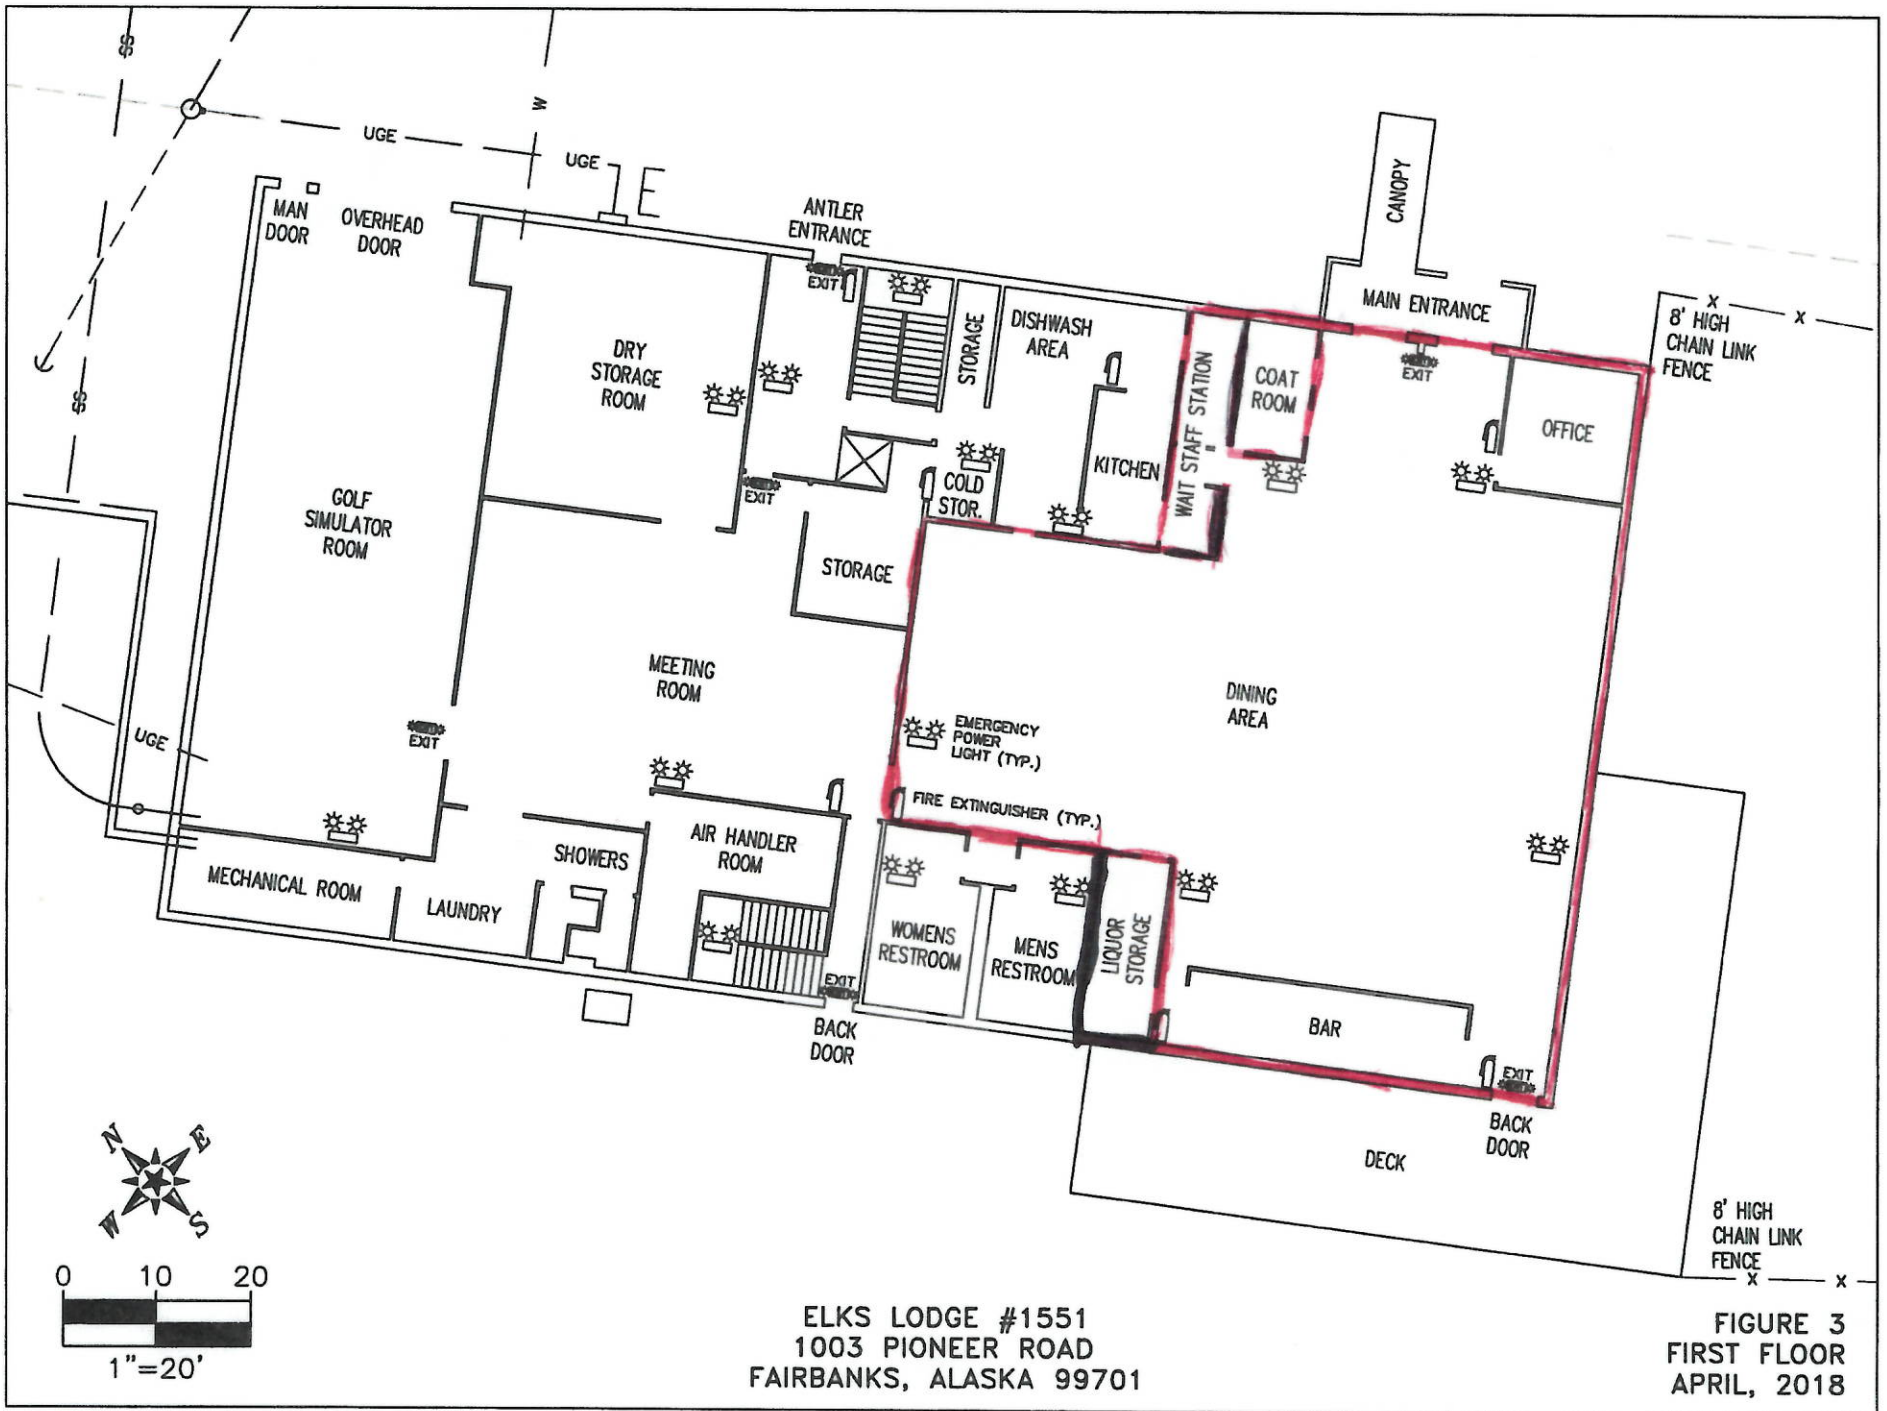 SS
W
UGE
UGE
E
ANTLER
ENTRANCE
CANOPY
MAN
DOOR
OVERHEAD
DOOR
EXIT
MAIN ENTRANCE
X
X
8' HIGH
CHAIN LINK
FENCE
DISHWASH
AREA
STORAGE
DRY
STORAGE
ROOM
WAIT STAFF STATION
COAT
ROOM
EXIT
OFFICE
SS
KITCHEN
COLD
STOR.
EXIT
GOLF
SIMULATOR
ROOM
STORAGE
MEETING
ROOM
DINING
AREA
EMERGENCY
POWER
LIGHT (TYP.)
UGE
EXIT
FIRE EXTINGUISHER (TYP.)
AIR HANDLER
ROOM
SHOWERS
MECHANICAL ROOM
LAUNDRY
WOMENS
RESTROOM
MENS
RESTROOM
LIQUOR
STORAGE
EXIT
BACK
DOOR
BAR
EXIT
BACK
DOOR
DECK
N
E
W
S
8' HIGH
CHAIN LINK
FENCE
X
X
0 10 20
1"=20'
ELKS LODGE #1551
1003 PIONEER ROAD
FAIRBANKS, ALASKA 99701
FIGURE 3
FIRST FLOOR
APRIL, 2018